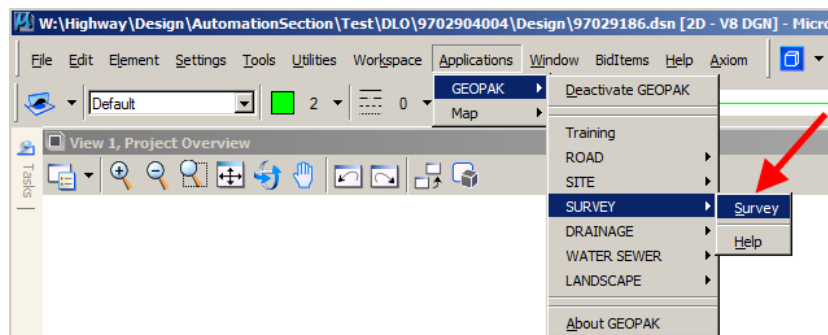 W:\Highway\Design\AutomationSection\Test\DLO\9702904004\Design\97029186.dsn [2D - V8 DGN] - Micro
File Edit Element Settings Tools Utilities Workspace Applications Window BidItems Help Axiom
Default 2 0
GEOPAK
Map
Deactivate GEOPAK
Training
ROAD
SITE
SURVEY
DRAINAGE
WATER SEWER
LANDSCAPE
About GEOPAK
Survey
Help
View 1, Project Overview
Tasks